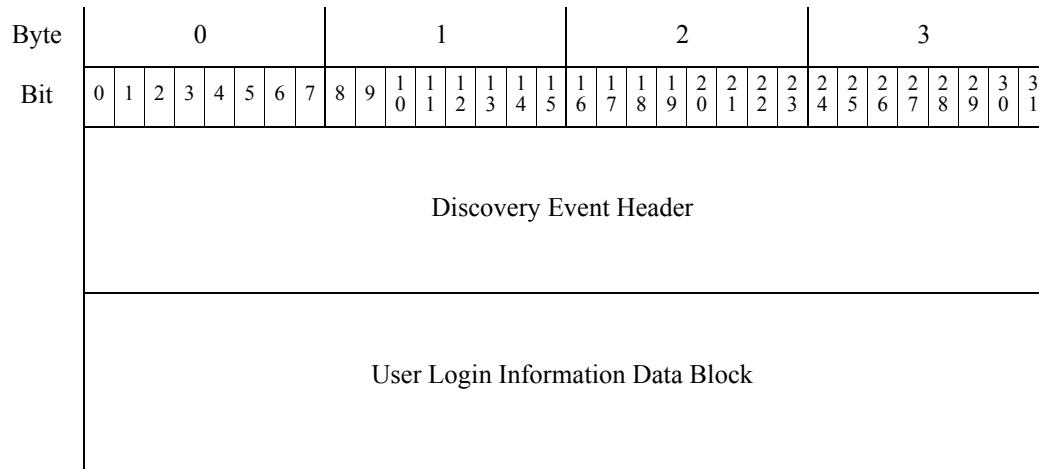 Byte 0 1 2 3
Bit 0 1 2 3 4 5 6 7 8 9 10 11 12 13 14 15 16 17 18 19 20 21 22 23 24 25 26 27 28 29 30 31
Discovery Event Header
User Login Information Data Block